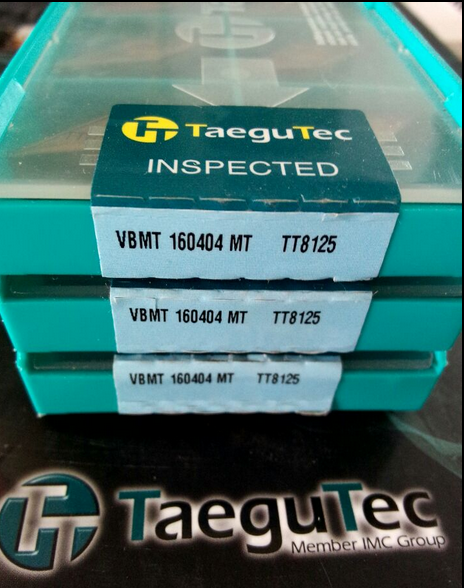 TaeguTec
INSPECTED
VBMT 160404 MT TT8125
VBMT 160404 MT TT8125
VBMT 160404 MT TT8125
TaeguTec
Member IMC Group